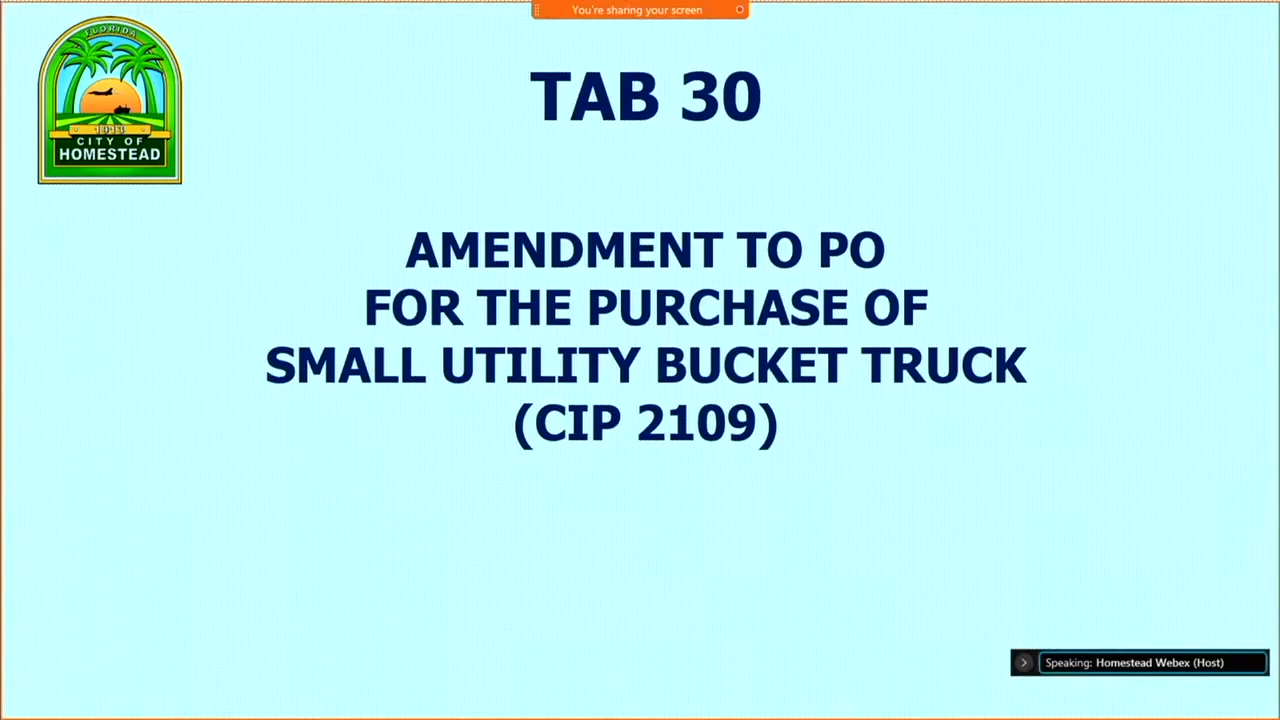 You're sharing your screen
FLORIDA
1913
CITY OF
HOMESTEAD
TAB 30
AMENDMENT TO PO
FOR THE PURCHASE OF
SMALL UTILITY BUCKET TRUCK
(CIP 2109)
Speaking: Homestead Webex (Host)